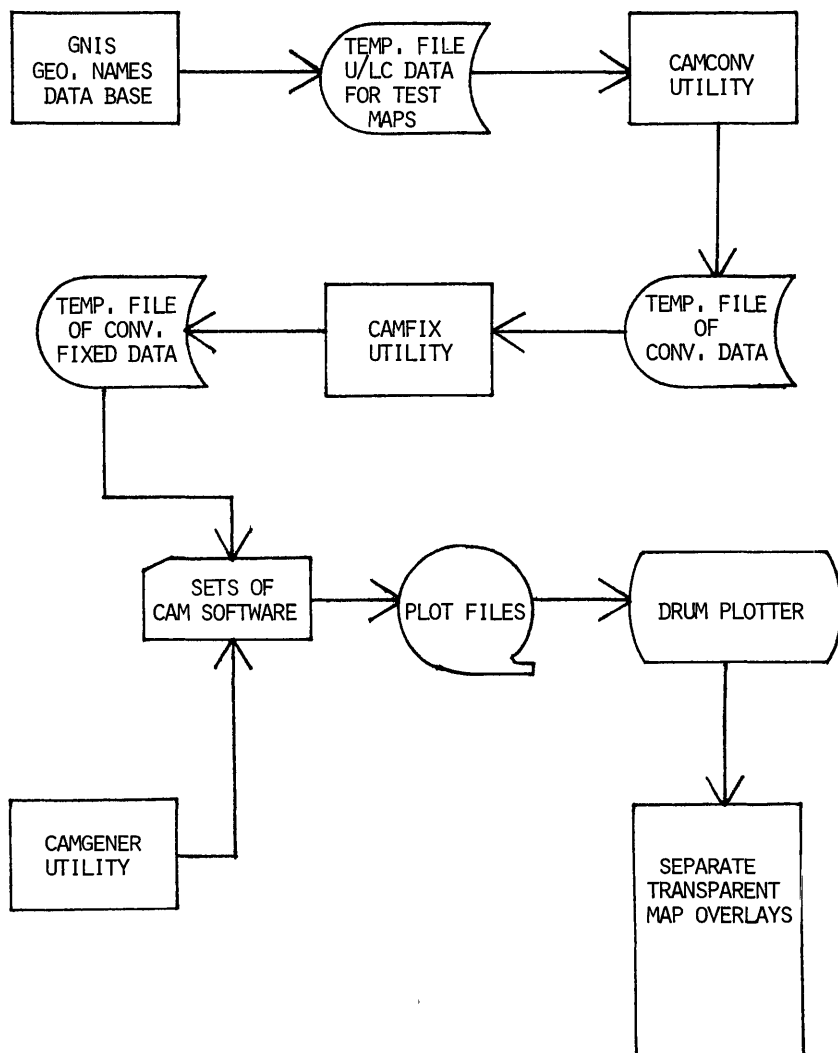 GNIS
GEO. NAMES
DATA BASE
TEMP. FILE
U/LC DATA
FOR TEST
MAPS
CAMCONV
UTILITY
TEMP. FILE
OF CONV.
FIXED DATA
CAMFIX
UTILITY
TEMP. FILE
OF
CONV. DATA
SETS OF
CAM SOFTWARE
PLOT FILES
DRUM PLOTTER
CAMGENER
UTILITY
SEPARATE
TRANSPARENT
MAP OVERLAYS